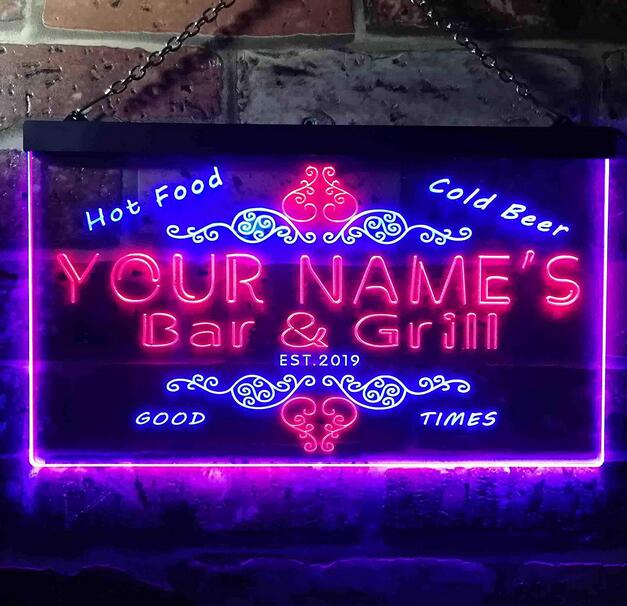 Hot Food
Cold Beer
YOUR NAME'S
Bar & Grill
EST.2019
GOOD TIMES